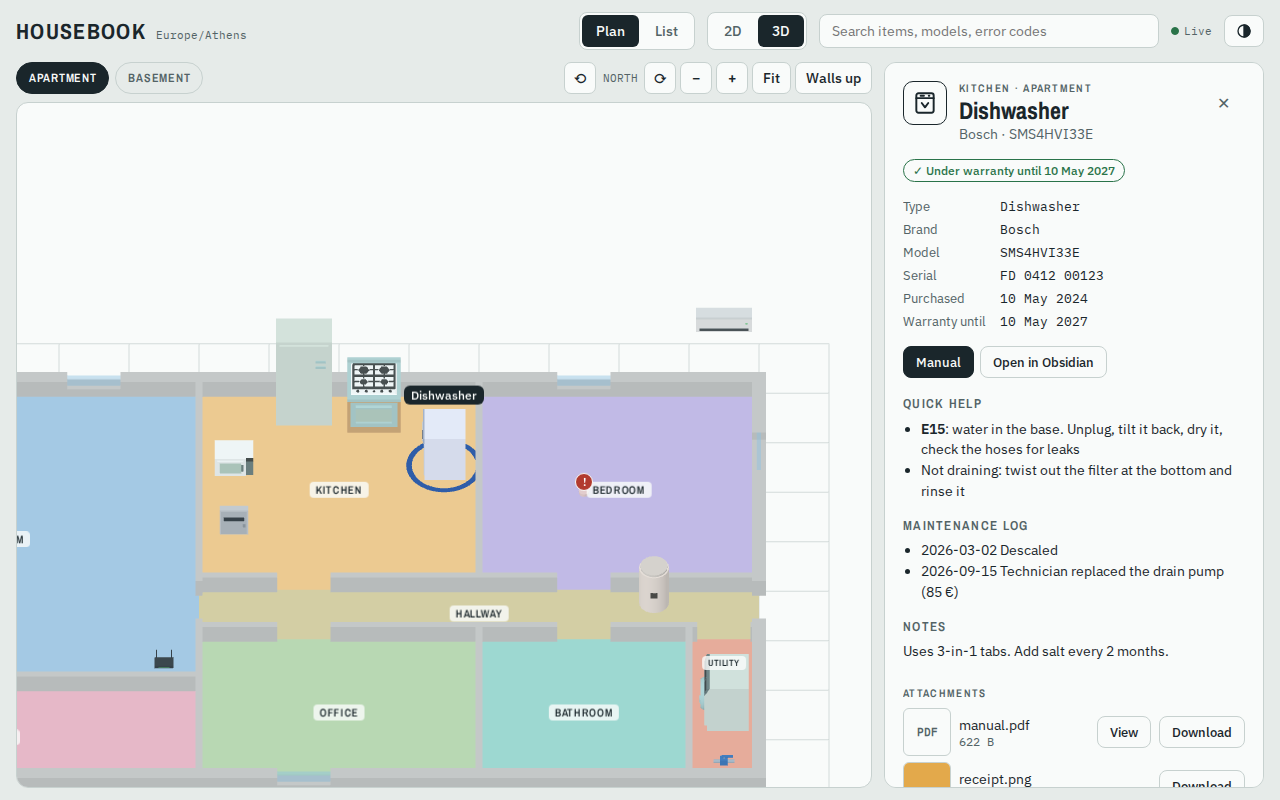 HOUSEBOOK Europe/Athens
Plan List
2D 3D
Search items, models, error codes
Live
APARTMENT BASEMENT
NORTH
− + Fit Walls up
Dishwasher
KITCHEN
BEDROOM
!
M
HALLWAY
UTILITY
OFFICE
BATHROOM
KITCHEN · APARTMENT
Dishwasher
Bosch · SMS4HVI33E
✓ Under warranty until 10 May 2027
Type Dishwasher
Brand Bosch
Model SMS4HVI33E
Serial FD 0412 00123
Purchased 10 May 2024
Warranty until 10 May 2027
Manual Open in Obsidian
QUICK HELP
• E15: water in the base. Unplug, tilt it back, dry it,
check the hoses for leaks
• Not draining: twist out the filter at the bottom and
rinse it
MAINTENANCE LOG
• 2026-03-02 Descaled
• 2026-09-15 Technician replaced the drain pump
(85 €)
NOTES
Uses 3-in-1 tabs. Add salt every 2 months.
ATTACHMENTS
PDF manual.pdf View Download
622 B
receipt.png Download